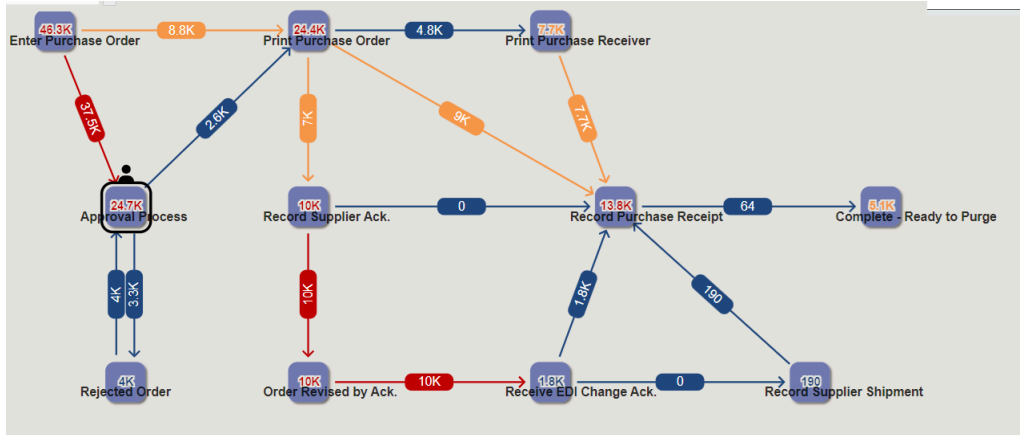 46.3K
8.8K
24.4K
4.8K
7.7K
Enter Purchase Order
Print Purchase Order
Print Purchase Receiver
37.5K
2.6K
7K
9K
7.7K
24.7K
10K
0
13.8K
64
5.1K
Approval Process
Record Supplier Ack.
Record Purchase Receipt
Complete - Ready to Purge
4K
3.3K
10K
1.8K
190
4K
10K
10K
1.8K
0
190
Rejected Order
Order Revised by Ack.
Receive EDI Change Ack.
Record Supplier Shipment